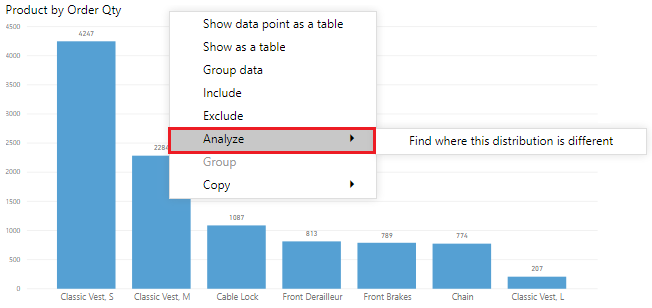 Product by Order Qty
4500
4000
3500
3000
2500
2000
1500
1000
500
0
4247
2284
1087
813
789
774
207
Classic Vest, S
Classic Vest, M
Cable Lock
Front Derailleur
Front Brakes
Chain
Classic Vest, L
Show data point as a table
Show as a table
Group data
Include
Exclude
Analyze
Find where this distribution is different
Group
Copy